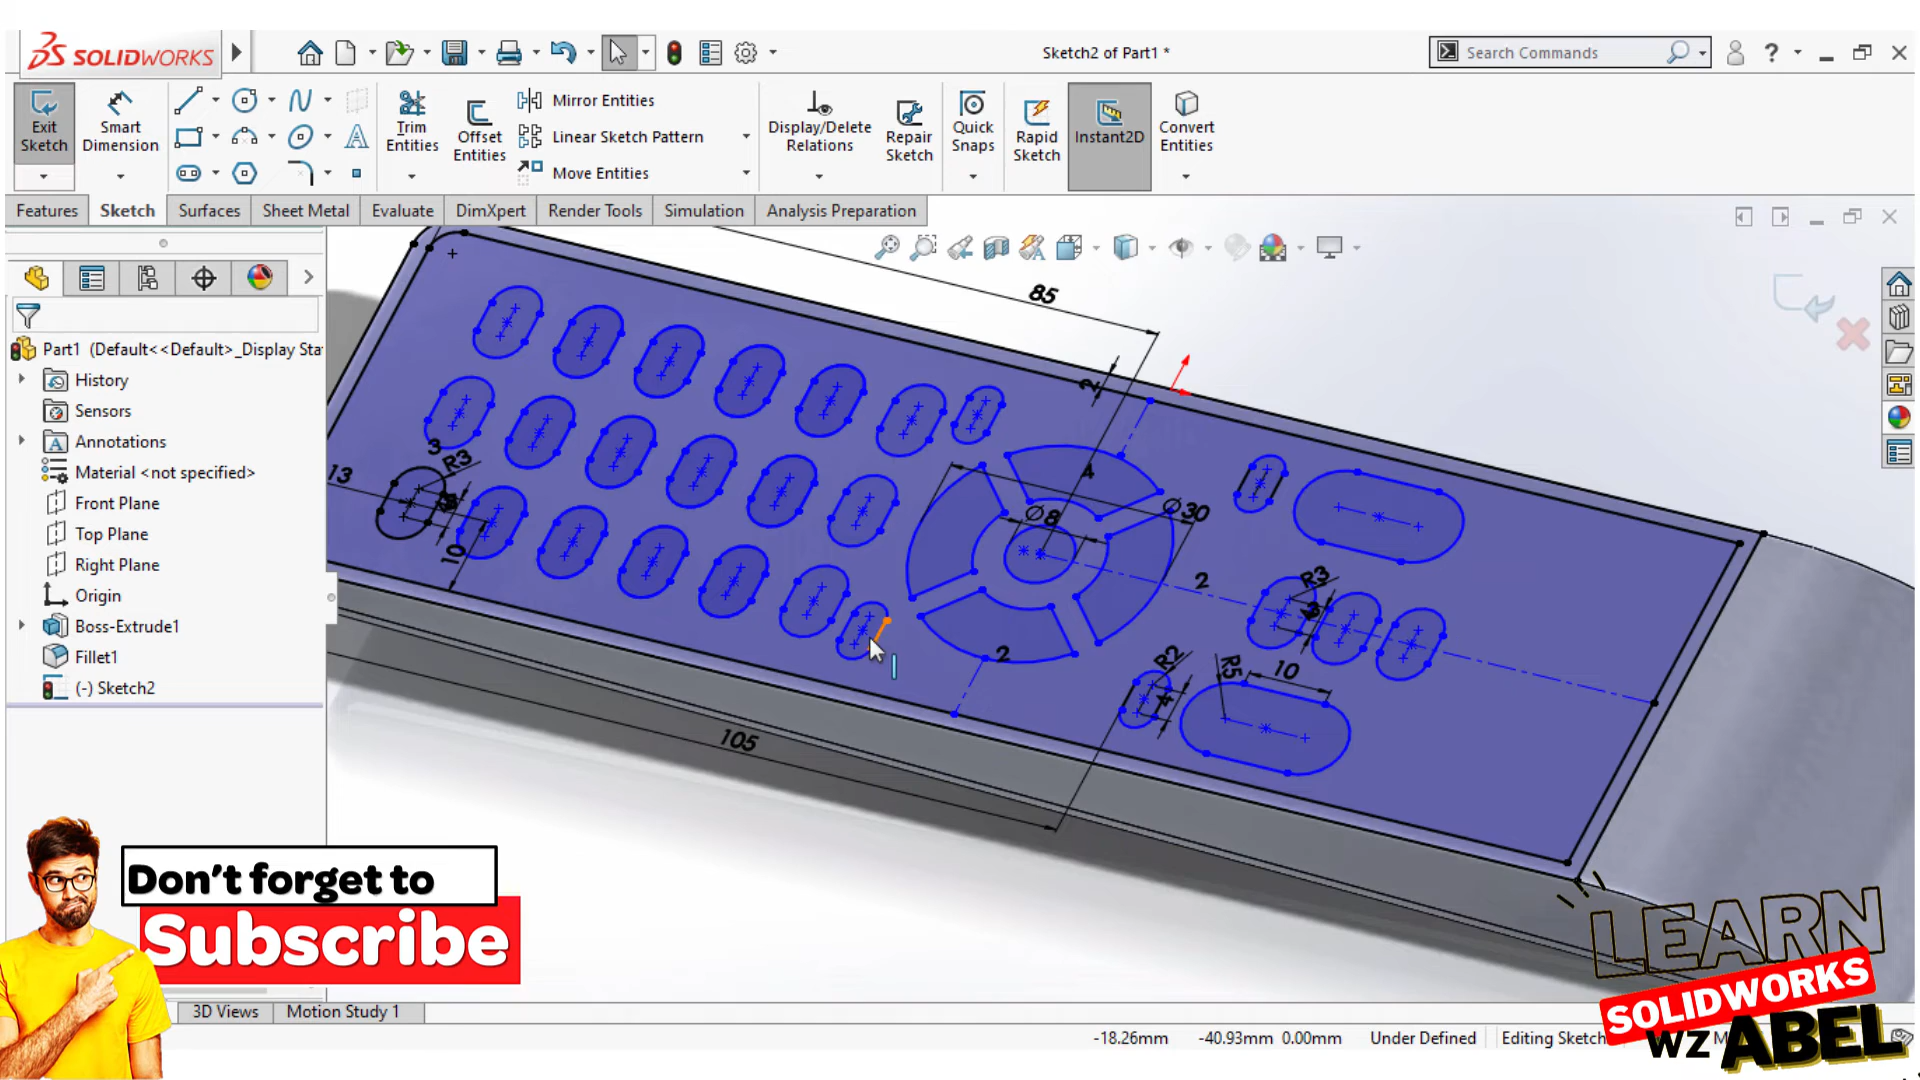 SOLIDWORKS
Sketch2 of Part1 *
Search Commands
?
Exit Sketch
Smart Dimension
Trim Entities
Offset Entities
Mirror Entities
Linear Sketch Pattern
Move Entities
Display/Delete Relations
Repair Sketch
Quick Snaps
Rapid Sketch
Instant2D
Convert Entities
Features
Sketch
Surfaces
Sheet Metal
Evaluate
DimXpert
Render Tools
Simulation
Analysis Preparation
Part1 (Default<<Default>_Display Sta
History
Sensors
Annotations
Material <not specified>
Front Plane
Top Plane
Right Plane
Origin
Boss-Extrude1
Fillet1
(-) Sketch2
85
2
4
Ø8
Ø30
3
R3
13
10
2
2
R3
R2
4
R5
10
105
Don't forget to
Subscribe
LEARN
SOLIDWORKS
WZ ABEL
3D Views
Motion Study 1
-18.26mm
-40.93mm 0.00mm
Under Defined
Editing Sketch